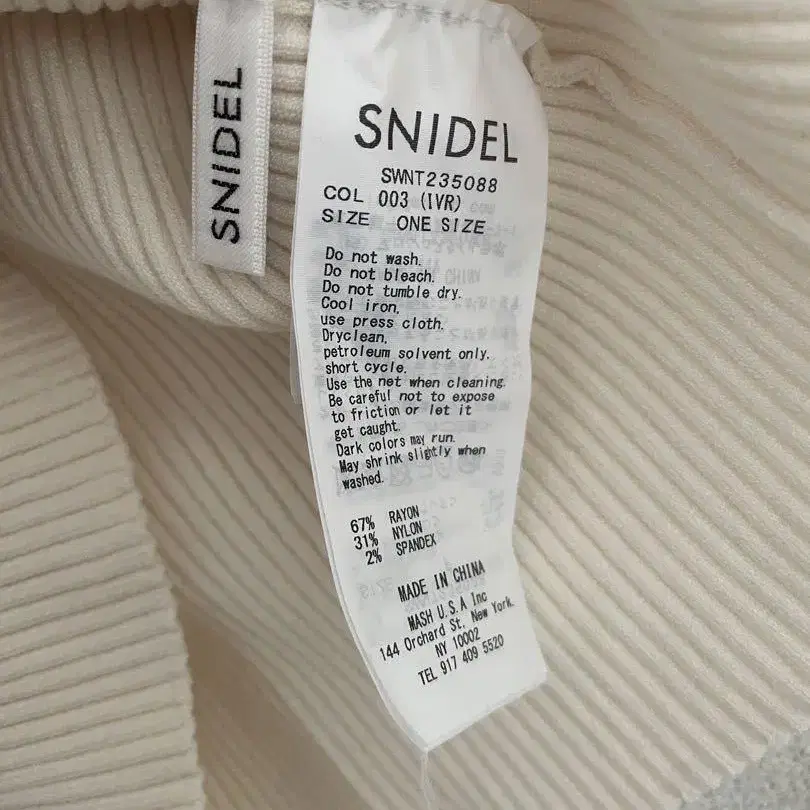 SNIDEL
SNIDEL
SWNT235088
COL 003 (IVR)
SIZE ONE SIZE
Do not wash.
Do not bleach.
Do not tumble dry.
Cool iron,
use press cloth.
Dryclean,
petroleum solvent only.
short cycle.
Use the net when cleaning.
Be careful not to expose
to friction or let it
get caught.
Dark colors may run.
May shrink slightly when
washed.
67% RAYON
31% NYLON
2% SPANDEX
MADE IN CHINA
MASH U.S.A Inc
144 Orchard St. New York.
NY 10002
TEL 917 409 5520